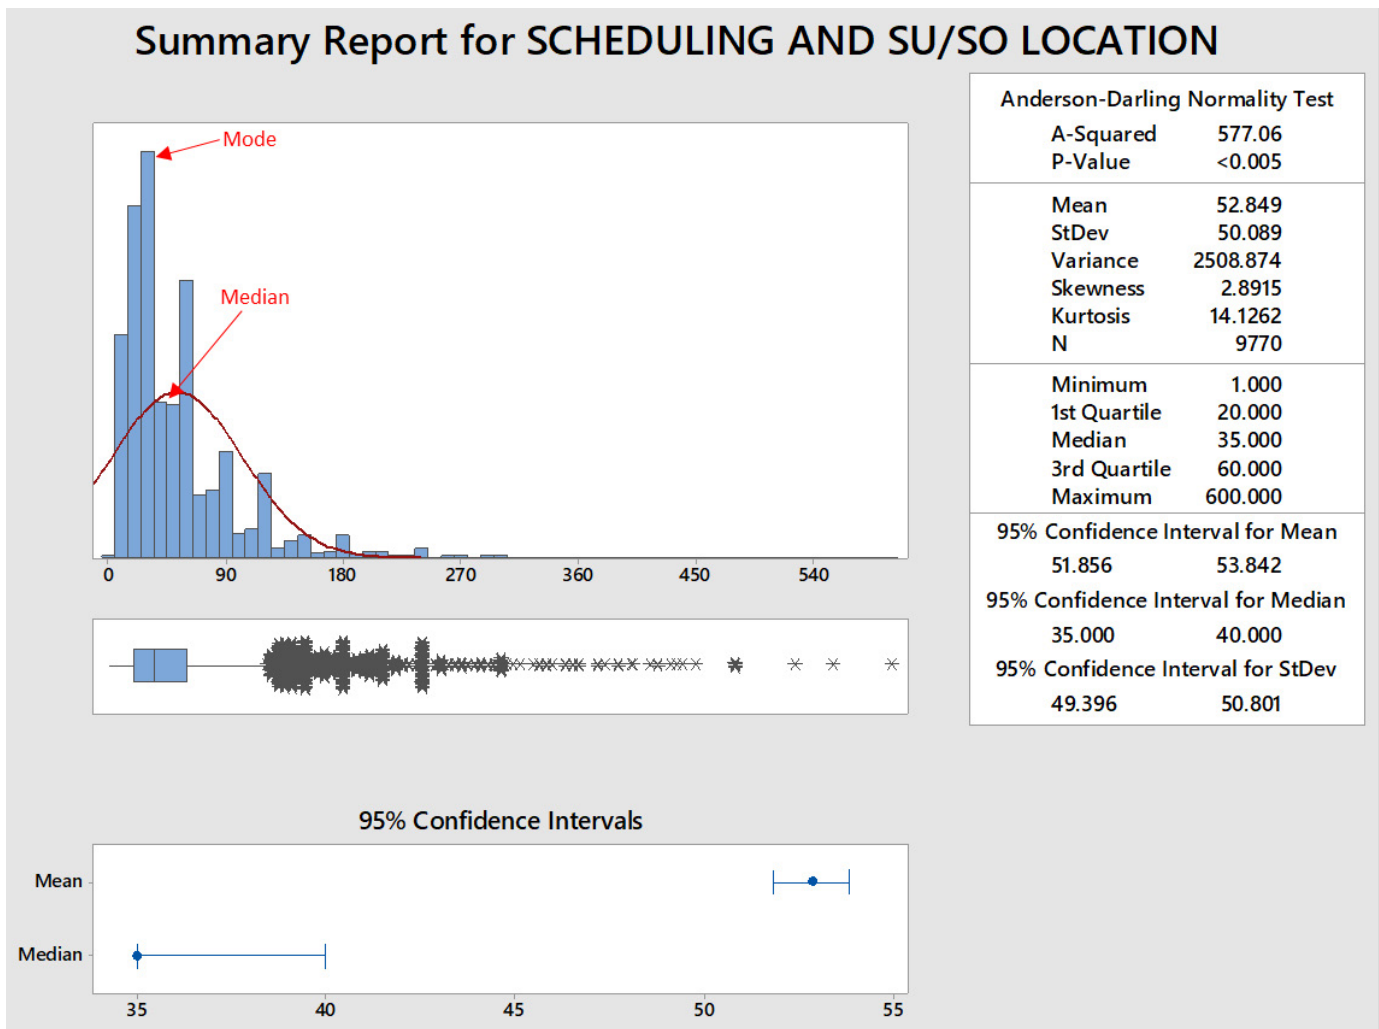 Summary Report for SCHEDULING AND SU/SO LOCATION
Mode
Median
0 90 180 270 360 450 540
Anderson-Darling Normality Test
A-Squared 577.06
P-Value <0.005
Mean 52.849
StDev 50.089
Variance 2508.874
Skewness 2.8915
Kurtosis 14.1262
N 9770
Minimum 1.000
1st Quartile 20.000
Median 35.000
3rd Quartile 60.000
Maximum 600.000
95% Confidence Interval for Mean
51.856 53.842
95% Confidence Interval for Median
35.000 40.000
95% Confidence Interval for StDev
49.396 50.801
95% Confidence Intervals
Mean
Median
35 40 45 50 55